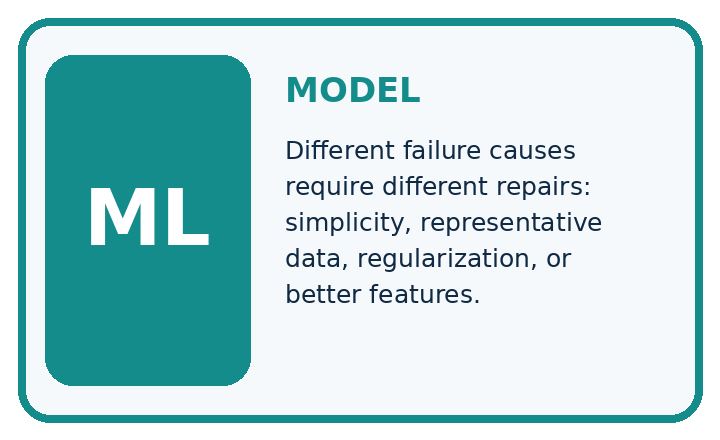 ML
MODEL
Different failure causes
require different repairs:
simplicity, representative
data, regularization, or
better features.